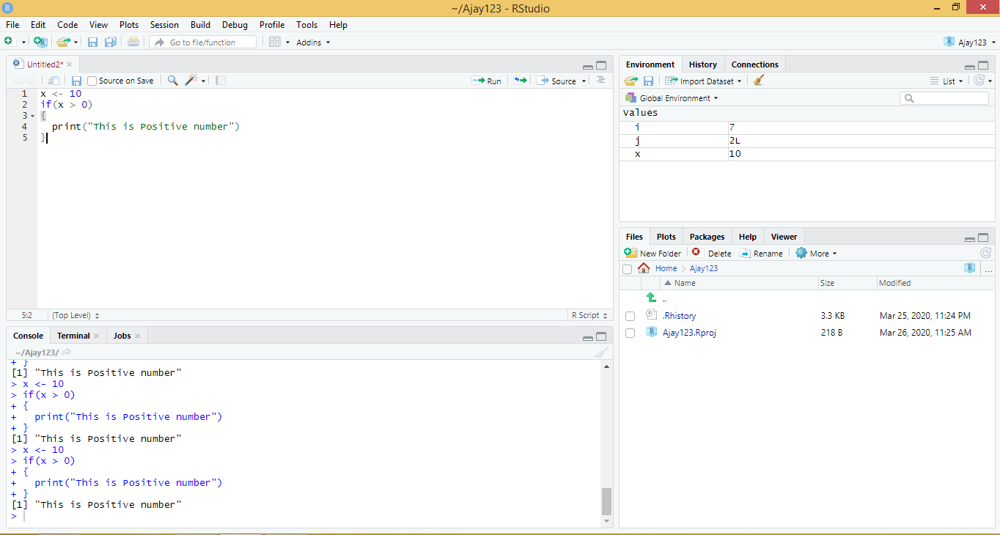 ~/Ajay123 - RStudio
File Edit Code View Plots Session Build Debug Profile Tools Help
Go to file/function Addins Ajay123
Untitled2*
Source on Save Run Source
1 x <- 10
2 if(x > 0)
3 {
4 print("This is Positive number")
5 }
5:2 (Top Level) R Script
Console Terminal Jobs
~/Ajay123/
+ }
[1] "This is Positive number"
> x <- 10
> if(x > 0)
+ {
+ print("This is Positive number")
+ }
[1] "This is Positive number"
> x <- 10
> if(x > 0)
+ {
+ print("This is Positive number")
+ }
[1] "This is Positive number"
>
Environment History Connections
Import Dataset List
Global Environment
Values
i 7
j 2L
x 10
Files Plots Packages Help Viewer
New Folder Delete Rename More
Home Ajay123 ...
Name Size Modified
..
.Rhistory 3.3 KB Mar 25, 2020, 11:24 PM
Ajay123.Rproj 218 B Mar 26, 2020, 11:25 AM